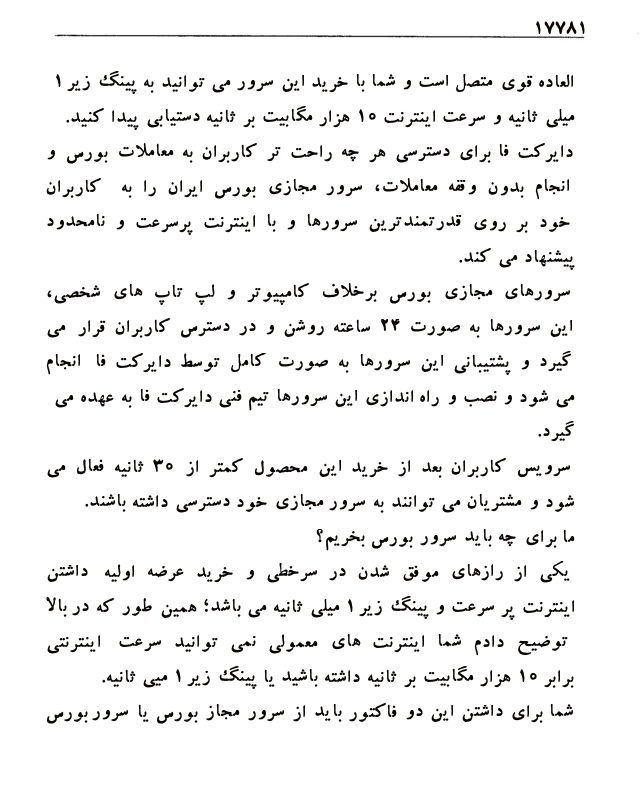 ۱۷۷۸۱
العاده قوی متصل است و شما با خرید این سرور می توانید به پینگ زیر ۱
میلی ثانیه و سرعت اینترنت ۱۰ هزار مگابیت بر ثانیه دستیابی پیدا کنید.
دایرکت فا برای دسترسی هر چه راحت تر کاربران به معاملات بورس و
انجام بدون وقفه معاملات، سرور مجازی بورس ایران را به کاربران
خود بر روی قدرتمندترین سرورها و با اینترنت پرسرعت و نامحدود
پیشنهاد می کند.
سرورهای مجازی بورس برخلاف کامپیوتر و لپ تاپ های شخصی،
این سرورها به صورت ۲۴ ساعته روشن و در دسترس کاربران قرار می
گیرد و پشتیبانی این سرورها به صورت کامل توسط دایرکت فا انجام
می شود و نصب و راه اندازی این سرورها تیم فنی دایرکت فا به عهده می
گیرد.
سرویس کاربران بعد از خرید این محصول کمتر از ۳۰ ثانیه فعال می
شود و مشتریان می توانند به سرور مجازی خود دسترسی داشته باشند.
ما برای چه باید سرور بورس بخریم؟
یکی از رازهای موفق شدن در سرخطی و خرید عرضه اولیه داشتن
اینترنت پر سرعت و پینگ زیر ۱ میلی ثانیه می باشد؛ همین طور که در بالا
توضیح دادم شما اینترنت های معمولی نمی توانید سرعت اینترنتی
برابر ۱۰ هزار مگابیت بر ثانیه داشته باشید یا پینگ زیر ۱ میی ثانیه.
شما برای داشتن این دو فاکتور باید از سرور مجاز بورس یا سرور بورس